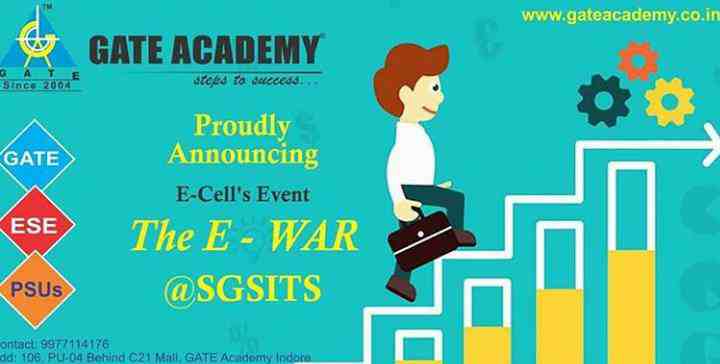 TM
www.gateacademy.co.in
GATE ACADEMY
steps to success...
GATE
Since 2004
Proudly
Announcing
E-Cell's Event
The E - WAR
@SGSITS
GATE
ESE
PSUs
ontact: 9977114176
dd: 106, PU-04 Behind C21 Mall, GATE Academy Indore